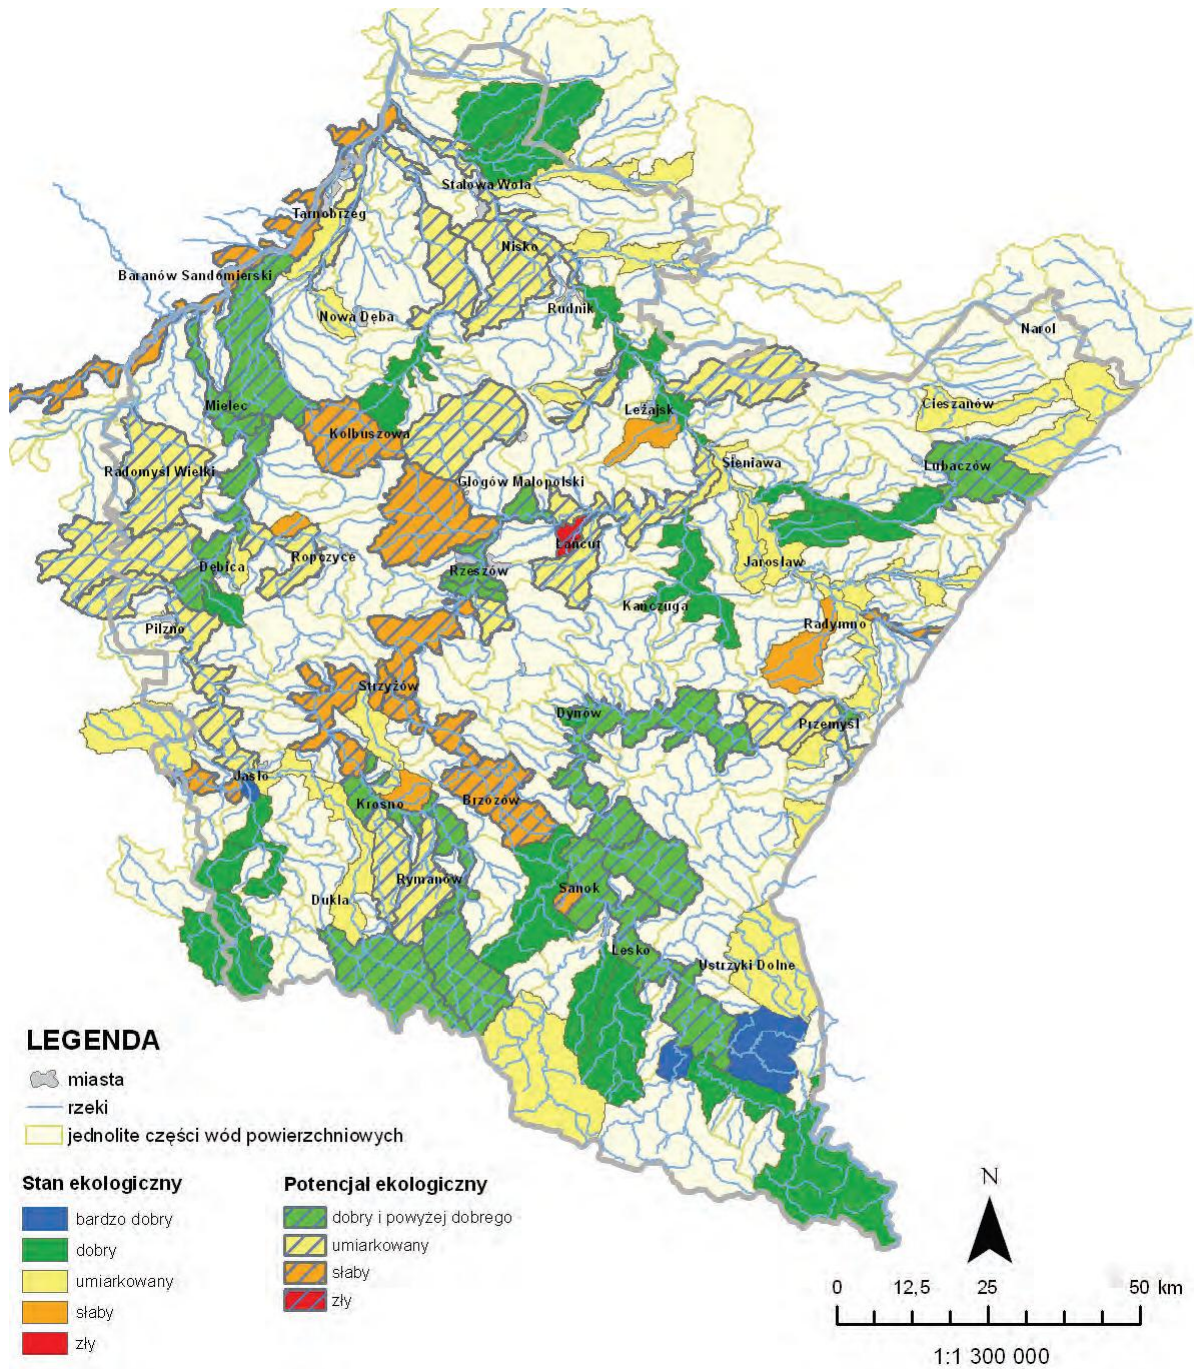 Stalowa Wola
Tarnobrzeg
Nisko
Baranów Sandomierski
Rudnik
Nowa Dęba
Narol
Mielec
Cieszanów
Leżajsk
Kolbuszowa
Sieniawa
Lubaczów
Radomyśl Wielki
Głogów Małopolski
Łańcut
Ropczyce
Jarosław
Dębica
Rzeszów
Kańczuga
Radymno
Pilzno
Strzyżów
Dynów
Przemyśl
Jasło
Krosno
Brzozów
Rymanów
Sanok
Dukla
Lesko
Ustrzyki Dolne
LEGENDA
miasta
rzeki
jednolite części wód powierzchniowych
Stan ekologiczny
bardzo dobry
dobry
umiarkowany
słaby
zły
Potencjał ekologiczny
dobry i powyżej dobrego
umiarkowany
słaby
zły
N
0 12,5 25 50 km
1:1 300 000